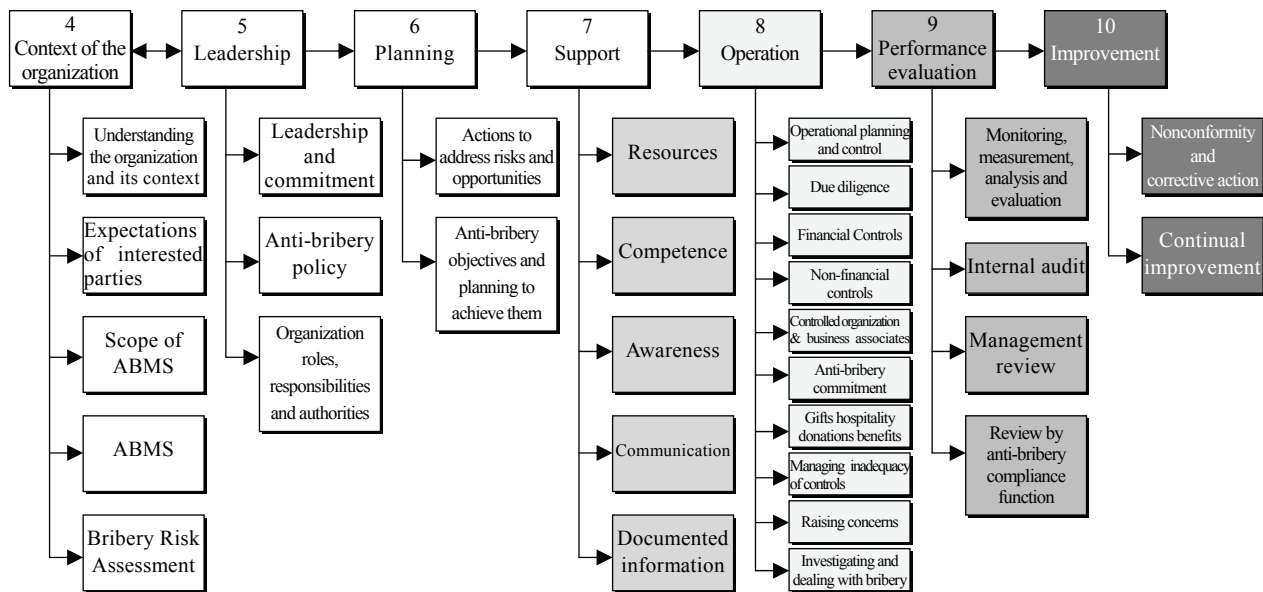 4
Context of the
organization
5
Leadership
6
Planning
7
Support
8
Operation
9
Performance
evaluation
10
Improvement
Understanding
the organization
and its context
Expectations
of interested
parties
Scope of
ABMS
ABMS
Bribery Risk
Assessment
Leadership
and
commitment
Anti-bribery
policy
Organization
roles,
responsibilities
and authorities
Actions to
address risks and
opportunities
Anti-bribery
objectives and
planning to
achieve them
Resources
Competence
Awareness
Communication
Documented
information
Operational planning
and control
Due diligence
Financial Controls
Non-financial
controls
Controlled organization
& business associates
Anti-bribery
commitment
Gifts hospitality
donations benefits
Managing inadequacy
of controls
Raising concerns
Investigating and
dealing with bribery
Monitoring,
measurement,
analysis and
evaluation
Internal audit
Management
review
Review by
anti-bribery
compliance
function
Nonconformity
and
corrective action
Continual
improvement